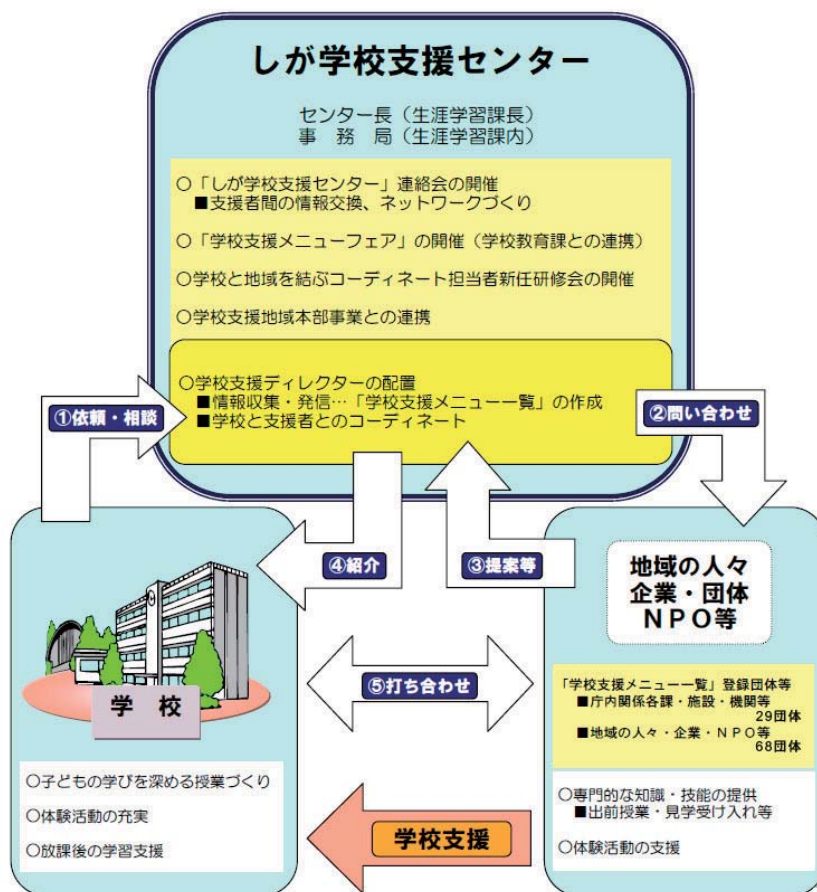 しが学校支援センター
センター長（生涯学習課長）
事　務　局（生涯学習課内）
○「しが学校支援センター」連絡会の開催
■支援者間の情報交換、ネットワークづくり
○「学校支援メニューフェア」の開催（学校教育課との連携）
○学校と地域を結ぶコーディネート担当者新任研修会の開催
○学校支援地域本部事業との連携
○学校支援ディレクターの配置
■情報収集・発信…「学校支援メニュー一覧」の作成
■学校と支援者とのコーディネート
①依頼・相談
②問い合わせ
③提案等
④紹介
⑤打ち合わせ
学校支援
学　校
○子どもの学びを深める授業づくり
○体験活動の充実
○放課後の学習支援
地域の人々
企業・団体
ＮＰＯ等
「学校支援メニュー一覧」登録団体等
■庁内関係各課・施設・機関等
29団体
■地域の人々・企業・ＮＰＯ等
68団体
○専門的な知識・技能の提供
■出前授業・見学受け入れ等
○体験活動の支援